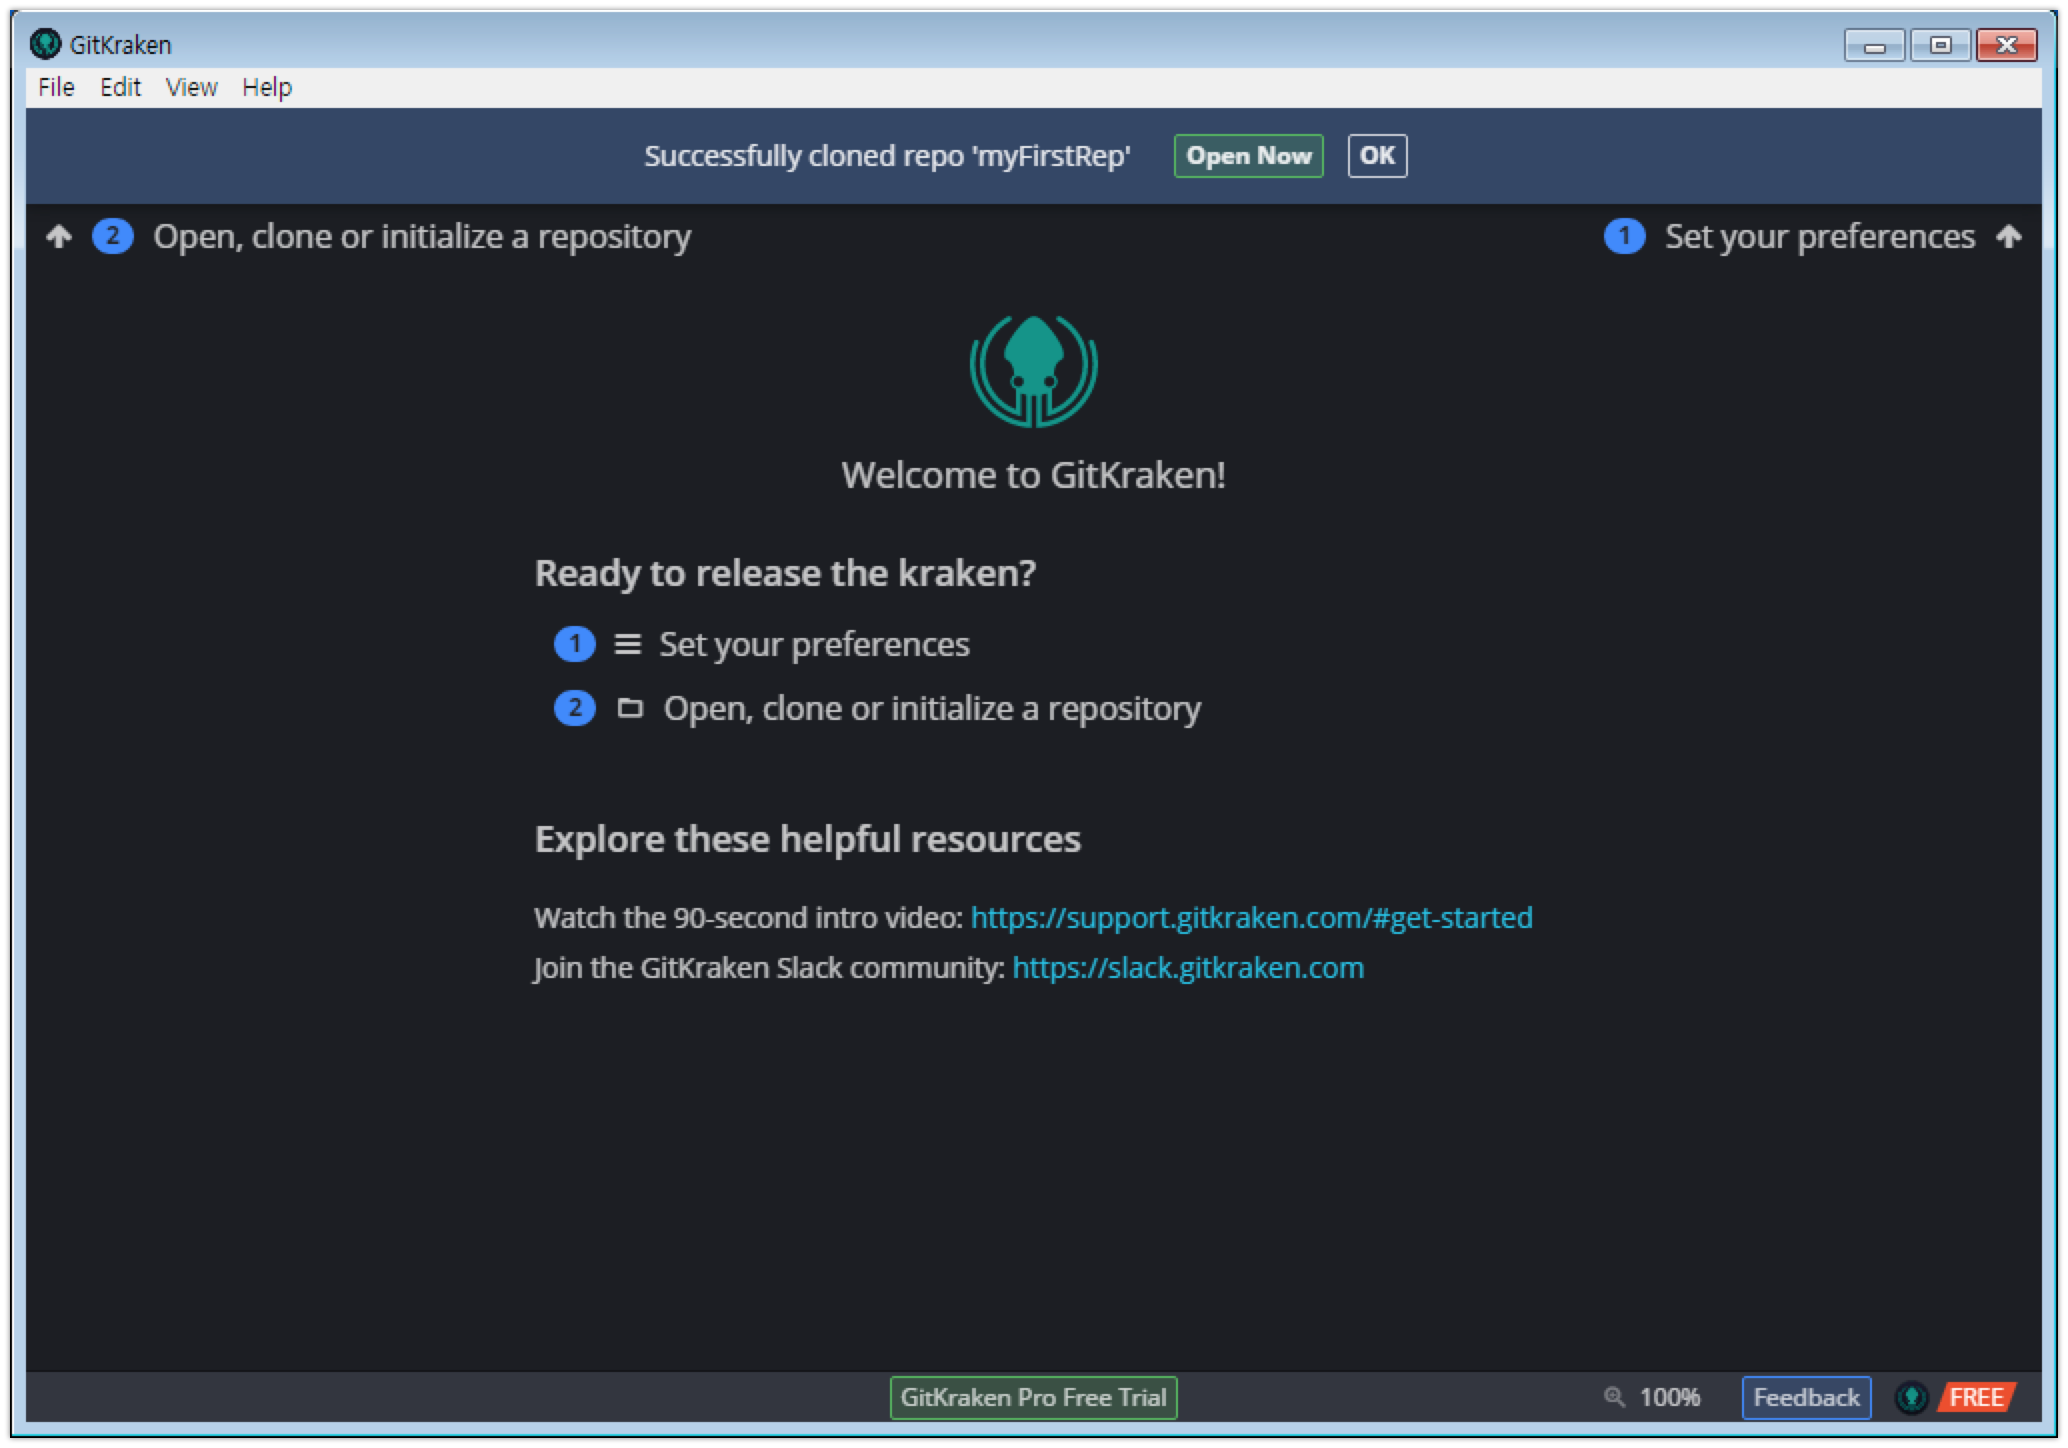 GitKraken
File Edit View Help
Successfully cloned repo 'myFirstRep' Open Now OK
2 Open, clone or initialize a repository 1 Set your preferences
Welcome to GitKraken!
Ready to release the kraken?
1 Set your preferences
2 Open, clone or initialize a repository
Explore these helpful resources
Watch the 90-second intro video: https://support.gitkraken.com/#get-started
Join the GitKraken Slack community: https://slack.gitkraken.com
GitKraken Pro Free Trial 100% Feedback FREE